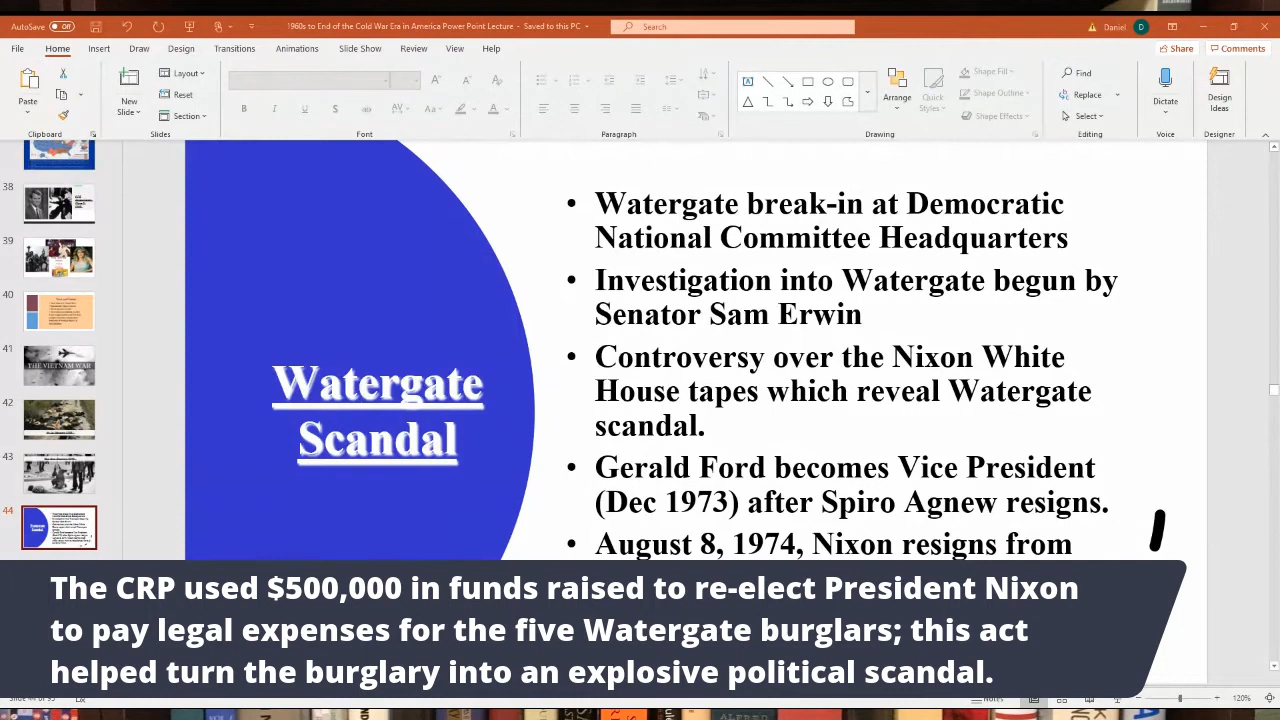 AutoSave Off 1960s to End of the Cold War Era in America Power Point Lecture - Saved to this PC Search Daniel D
File Home Insert Draw Design Transitions Animations Slide Show Review View Help Share Comments
Paste New Slide Layout Reset Section Arrange Quick Styles Shape Fill Shape Outline Shape Effects Find Replace Select Dictate Design Ideas
Clipboard Slides Font Paragraph Drawing Editing Voice Designer
38
39
40
41
THE VIETNAM WAR
42
43
44
Watergate
Scandal
• Watergate break-in at Democratic
National Committee Headquarters
• Investigation into Watergate begun by
Senator Sam Erwin
• Controversy over the Nixon White
House tapes which reveal Watergate
scandal.
• Gerald Ford becomes Vice President
(Dec 1973) after Spiro Agnew resigns.
• August 8, 1974, Nixon resigns from
The CRP used $500,000 in funds raised to re-elect President Nixon
to pay legal expenses for the five Watergate burglars; this act
helped turn the burglary into an explosive political scandal.
120%